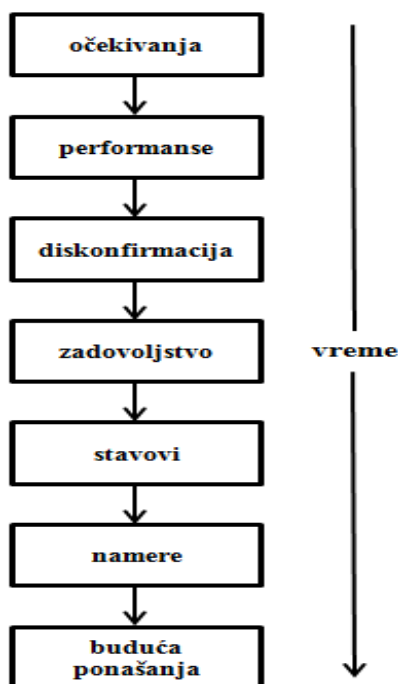 očekivanja
performanse
diskonfirmacija
zadovoljstvo
vreme
stavovi
namere
buduća
ponašanja